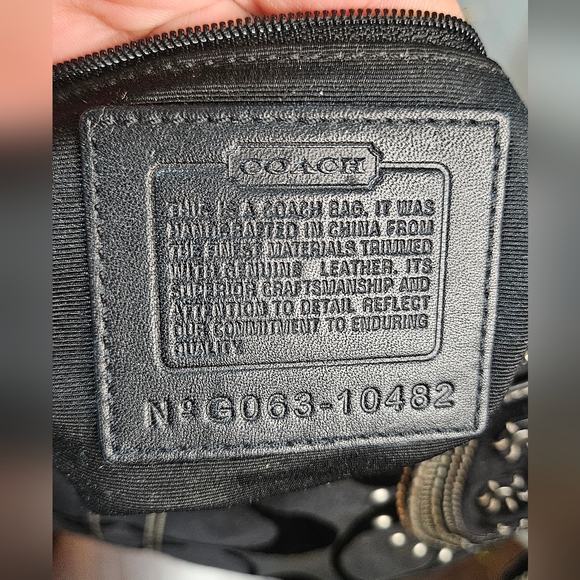 COACH
THIS IS A COACH BAG. IT WAS
HANDCRAFTED IN CHINA FROM
THE FINEST MATERIALS TRIMMED
WITH GENUINE LEATHER. ITS
SUPERIOR CRAFTSMANSHIP AND
ATTENTION TO DETAIL REFLECT
OUR COMMITMENT TO ENDURING
QUALITY.
Nº G063-10482